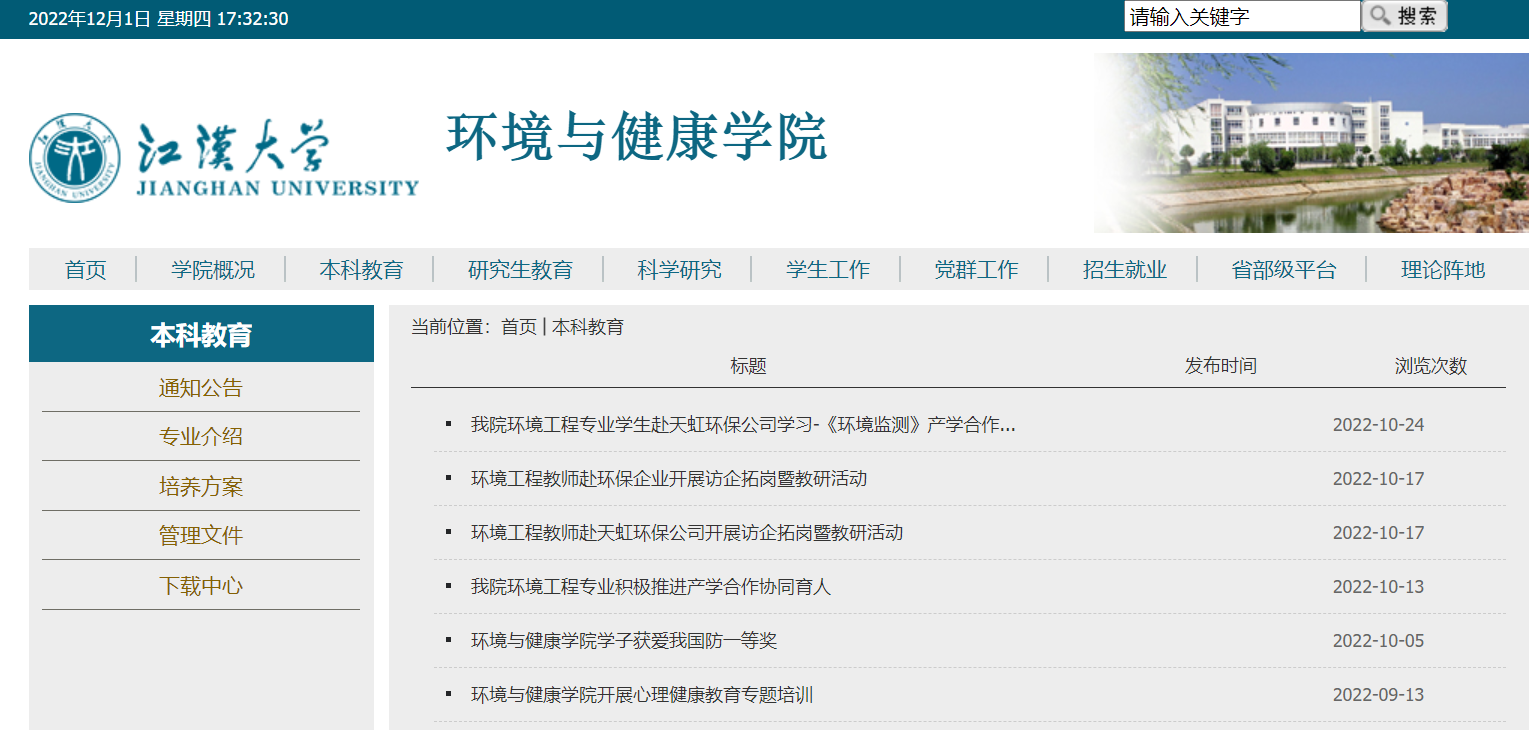 2022年12月1日 星期四 17:32:30
请输入关键字
搜索
江漢大学
JIANGHAN UNIVERSITY
环境与健康学院
首页 学院概况 本科教育 研究生教育 科学研究 学生工作 党群工作 招生就业 省部级平台 理论阵地
本科教育
通知公告
专业介绍
培养方案
管理文件
下载中心
当前位置：首页 | 本科教育
标题 发布时间 浏览次数
我院环境工程专业学生赴天虹环保公司学习-《环境监测》产学合作... 2022-10-24
环境工程教师赴环保企业开展访企拓岗暨教研活动 2022-10-17
环境工程教师赴天虹环保公司开展访企拓岗暨教研活动 2022-10-17
我院环境工程专业积极推进产学合作协同育人 2022-10-13
环境与健康学院学子获爱我国防一等奖 2022-10-05
环境与健康学院开展心理健康教育专题培训 2022-09-13